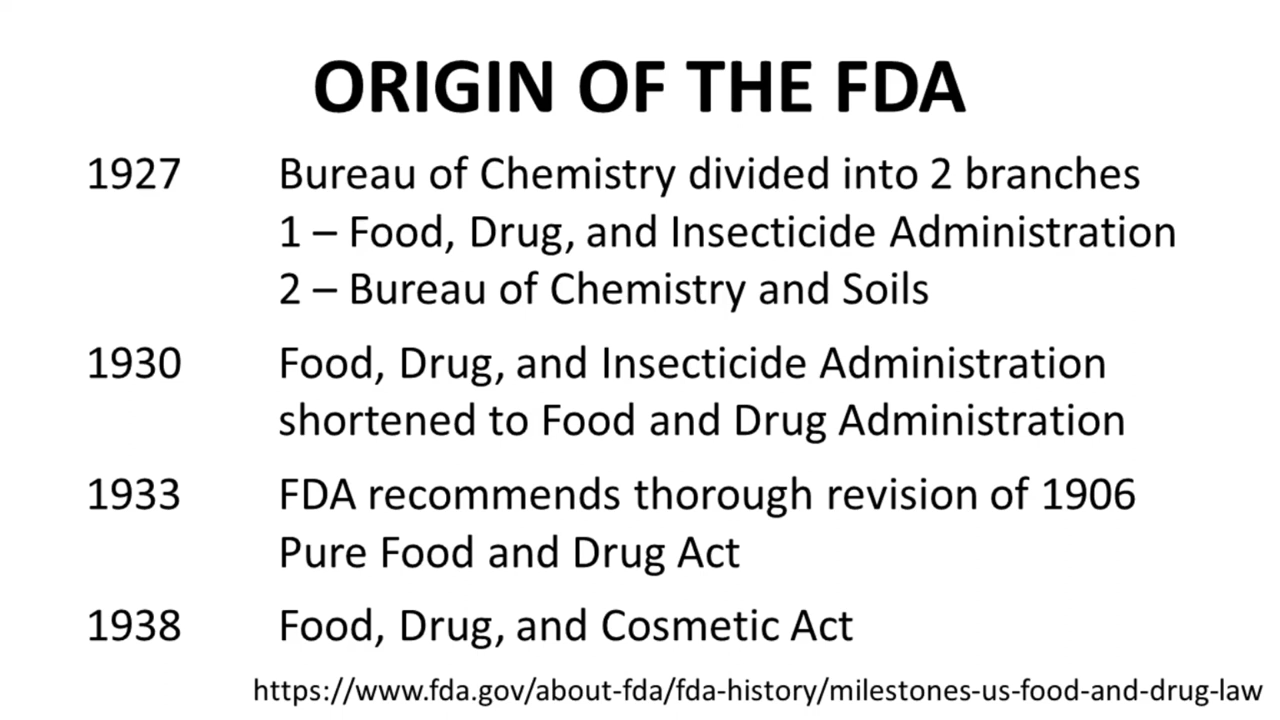 ORIGIN OF THE FDA
1927 Bureau of Chemistry divided into 2 branches
1 – Food, Drug, and Insecticide Administration
2 – Bureau of Chemistry and Soils
1930 Food, Drug, and Insecticide Administration
shortened to Food and Drug Administration
1933 FDA recommends thorough revision of 1906
Pure Food and Drug Act
1938 Food, Drug, and Cosmetic Act
https://www.fda.gov/about-fda/fda-history/milestones-us-food-and-drug-law